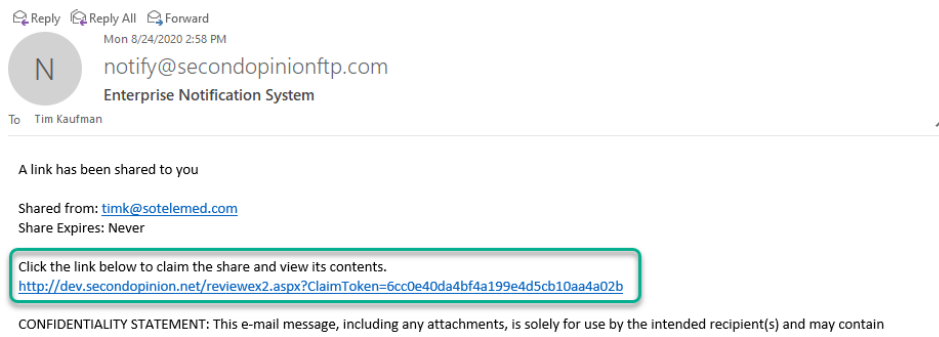 Reply Reply All Forward
Mon 8/24/2020 2:58 PM
N
notify@secondopinionftp.com
Enterprise Notification System
To Tim Kaufman
A link has been shared to you
Shared from: timk@sotelemed.com
Share Expires: Never
Click the link below to claim the share and view its contents.
http://dev.secondopinion.net/reviewex2.aspx?ClaimToken=6cc0e40da4bf4a199e4d5cb10aa4a02b
CONFIDENTIALITY STATEMENT: This e-mail message, including any attachments, is solely for use by the intended recipient(s) and may contain